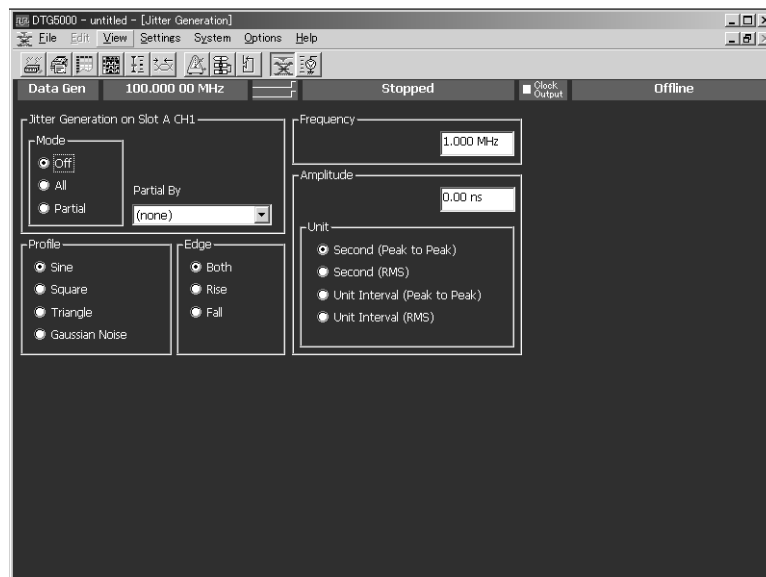 DTG5000 - untitled - [Jitter Generation]
File Edit View Settings System Options Help
Data Gen 100.000 00 MHz Stopped Clock Output Offline
Jitter Generation on Slot A CH1
Mode
Off
All
Partial
Partial By
(none)
Profile
Sine
Square
Triangle
Gaussian Noise
Edge
Both
Rise
Fall
Frequency
1.000 MHz
Amplitude
0.00 ns
Unit
Second (Peak to Peak)
Second (RMS)
Unit Interval (Peak to Peak)
Unit Interval (RMS)